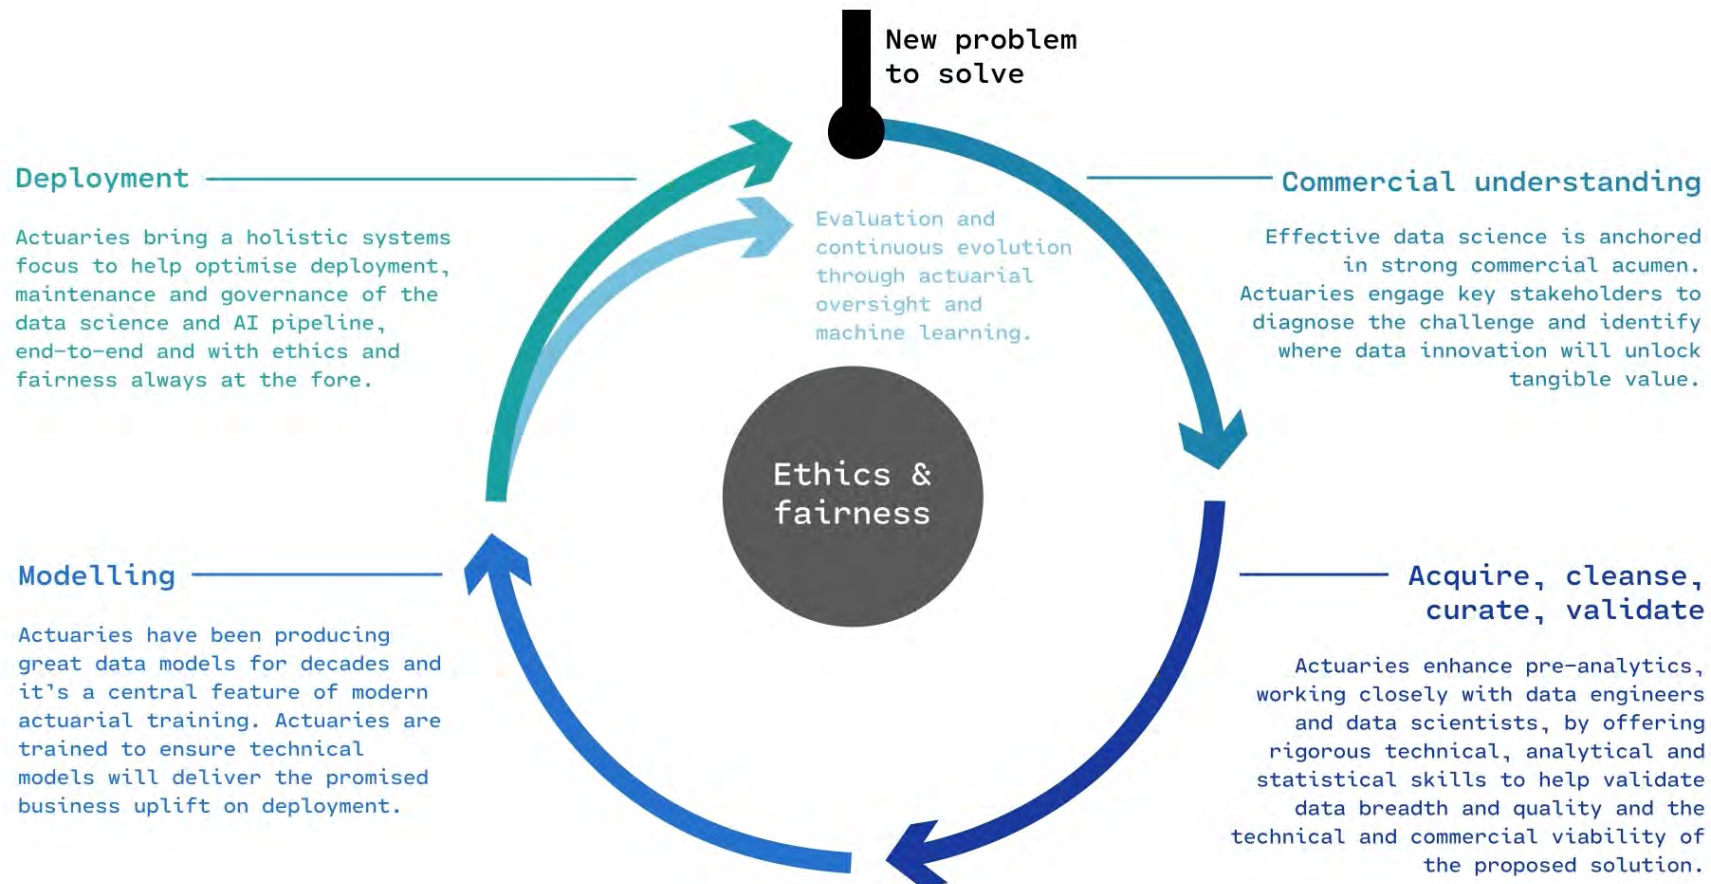 New problem
to solve
Commercial understanding
Effective data science is anchored
in strong commercial acumen.
Actuaries engage key stakeholders to
diagnose the challenge and identify
where data innovation will unlock
tangible value.
Acquire, cleanse,
curate, validate
Actuaries enhance pre-analytics,
working closely with data engineers
and data scientists, by offering
rigorous technical, analytical and
statistical skills to help validate
data breadth and quality and the
technical and commercial viability of
the proposed solution.
Modelling
Actuaries have been producing
great data models for decades and
it's a central feature of modern
actuarial training. Actuaries are
trained to ensure technical
models will deliver the promised
business uplift on deployment.
Deployment
Actuaries bring a holistic systems
focus to help optimise deployment,
maintenance and governance of the
data science and AI pipeline,
end-to-end and with ethics and
fairness always at the fore.
Evaluation and
continuous evolution
through actuarial
oversight and
machine learning.
Ethics &
fairness